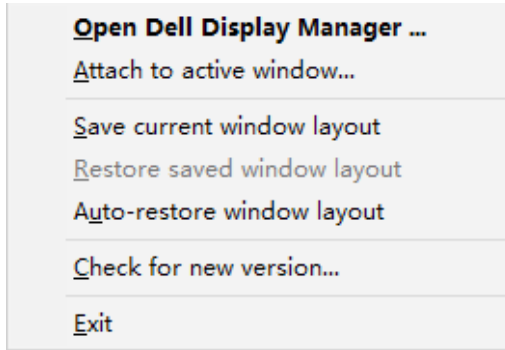 Open Dell Display Manager ...
Attach to active window...
Save current window layout
Restore saved window layout
Auto-restore window layout
Check for new version...
Exit